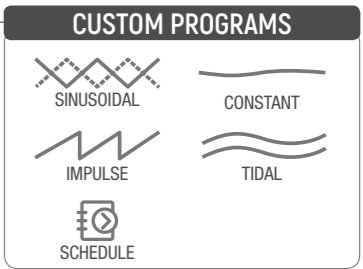 CUSTOM PROGRAMS
SINUSOIDAL
CONSTANT
IMPULSE
TIDAL
SCHEDULE